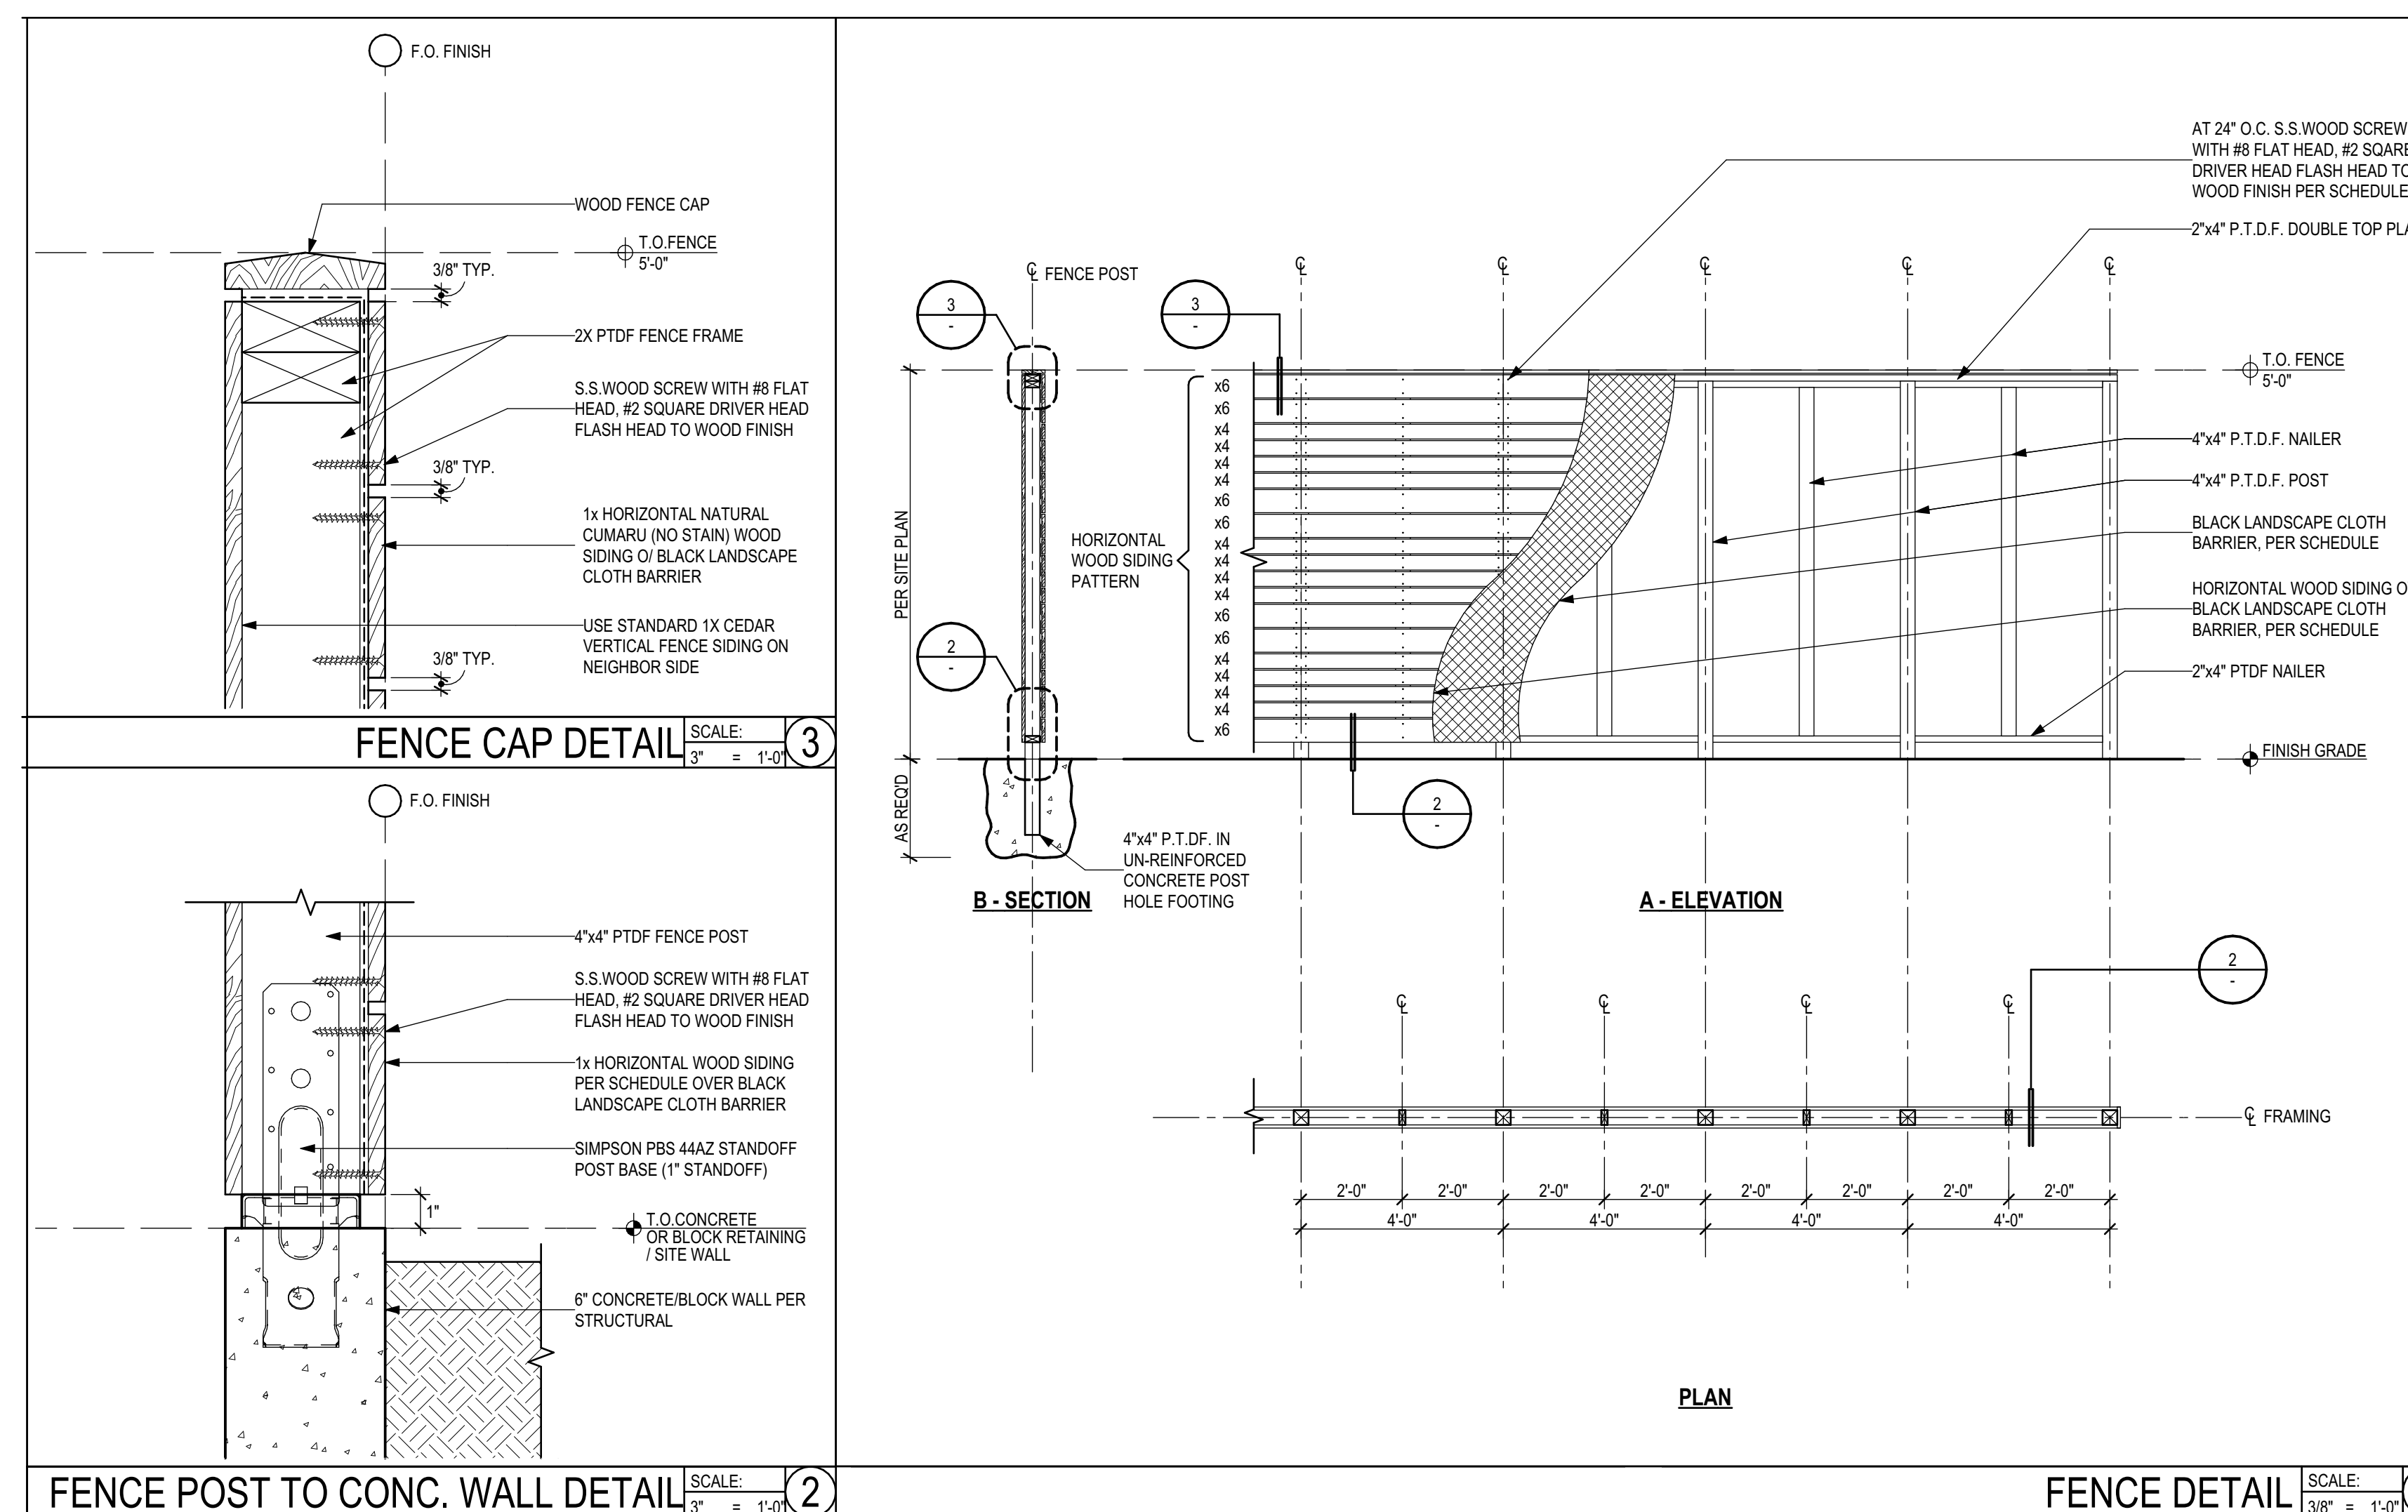 F.O. FINISH
WOOD FENCE CAP
T.O.FENCE
5'-0"
3/8" TYP.
2X PTDF FENCE FRAME
S.S.WOOD SCREW WITH #8 FLAT
HEAD, #2 SQUARE DRIVER HEAD
FLASH HEAD TO WOOD FINISH
3/8" TYP.
1x HORIZONTAL NATURAL
CUMARU (NO STAIN) WOOD
SIDING O/ BLACK LANDSCAPE
CLOTH BARRIER
USE STANDARD 1X CEDAR
VERTICAL FENCE SIDING ON
NEIGHBOR SIDE
3/8" TYP.
FENCE CAP DETAIL
SCALE:
3" = 1'-0"
3
F.O. FINISH
4"x4" PTDF FENCE POST
S.S.WOOD SCREW WITH #8 FLAT
HEAD, #2 SQUARE DRIVER HEAD
FLASH HEAD TO WOOD FINISH
1x HORIZONTAL WOOD SIDING
PER SCHEDULE OVER BLACK
LANDSCAPE CLOTH BARRIER
SIMPSON PBS 44AZ STANDOFF
POST BASE (1" STANDOFF)
1"
T.O.CONCRETE
OR BLOCK RETAINING
/ SITE WALL
6" CONCRETE/BLOCK WALL PER
STRUCTURAL
FENCE POST TO CONC. WALL DETAIL
SCALE:
3" = 1'-0"
2
℄ FENCE POST
3
-
2
-
PER SITE PLAN
AS REQ'D
4"x4" P.T.DF. IN
UN-REINFORCED
CONCRETE POST
HOLE FOOTING
B - SECTION
3
-
℄
℄
℄
℄
℄
HORIZONTAL
WOOD SIDING
PATTERN
x6
x6
x4
x4
x4
x4
x6
x6
x4
x4
x4
x4
x6
x6
x4
x4
x4
x4
x6
2
-
AT 24" O.C. S.S.WOOD SCREW
WITH #8 FLAT HEAD, #2 SQARE
DRIVER HEAD FLASH HEAD TO
WOOD FINISH PER SCHEDULE
2"x4" P.T.D.F. DOUBLE TOP
T.O. FENCE
5'-0"
4"x4" P.T.D.F. NAILER
4"x4" P.T.D.F. POST
BLACK LANDSCAPE CLOTH
BARRIER, PER SCHEDULE
HORIZONTAL WOOD SIDING
BLACK LANDSCAPE CLOTH
BARRIER, PER SCHEDULE
2"x4" PTDF NAILER
FINISH GRADE
A - ELEVATION
2
-
℄
℄
℄
℄
℄ FRAMING
2'-0"
2'-0"
2'-0"
2'-0"
2'-0"
2'-0"
2'-0"
2'-0"
4'-0"
4'-0"
4'-0"
4'-0"
PLAN
FENCE DETAIL
SCALE:
3/8" = 1'-0"